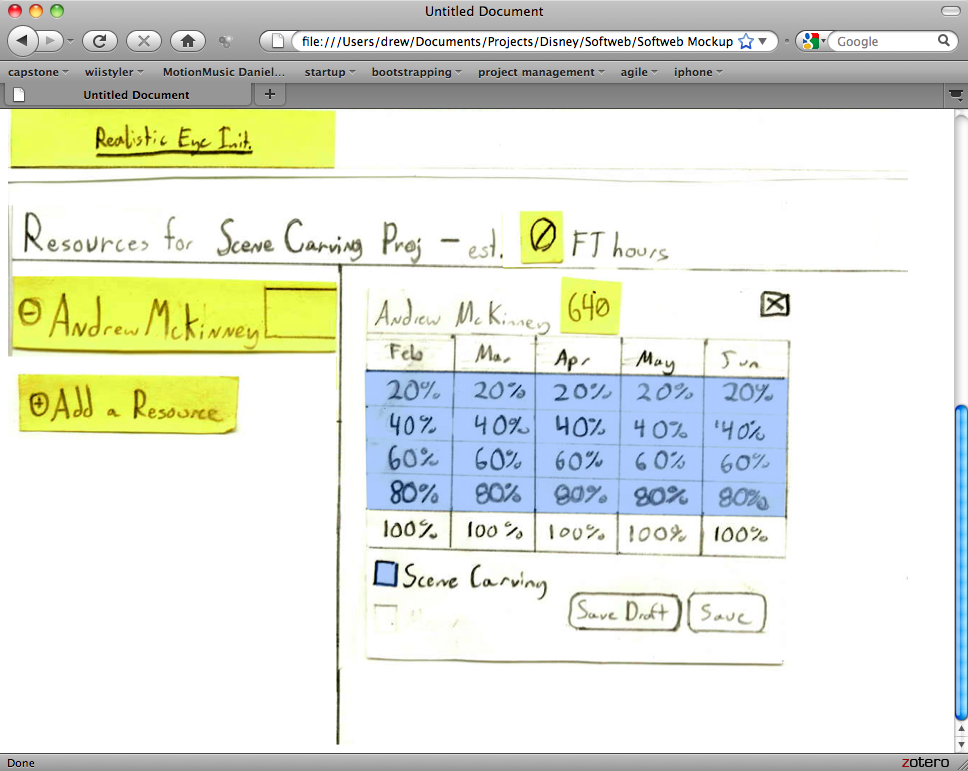 Untitled Document
file:///Users/drew/Documents/Projects/Disney/Softweb/Softweb Mockup
Google
capstone wiistyler MotionMusic Daniel... startup bootstrapping project management agile iphone
Untitled Document
Realistic Eye Init.
Resources for Scene Carving Proj – est. 0 FT hours
⊖ Andrew McKinney
⊕ Add a Resource
Andrew McKinney 640
Feb Mar Apr May Jun
20% 20% 20% 20% 20%
40% 40% 40% 40% 40%
60% 60% 60% 60% 60%
80% 80% 80% 80% 80%
100% 100% 100% 100% 100%
Scene Carving
Save Draft Save
Done zotero